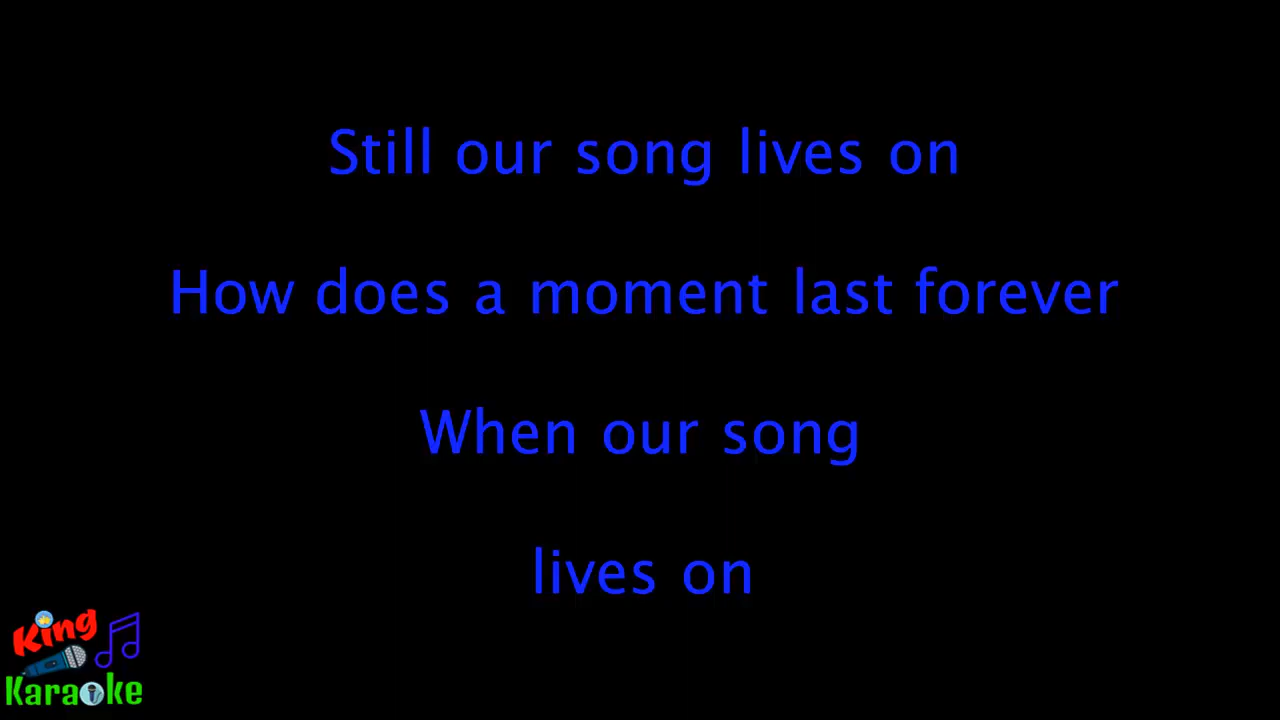 Still our song lives on
How does a moment last forever
When our song
lives on
King
Karaoke